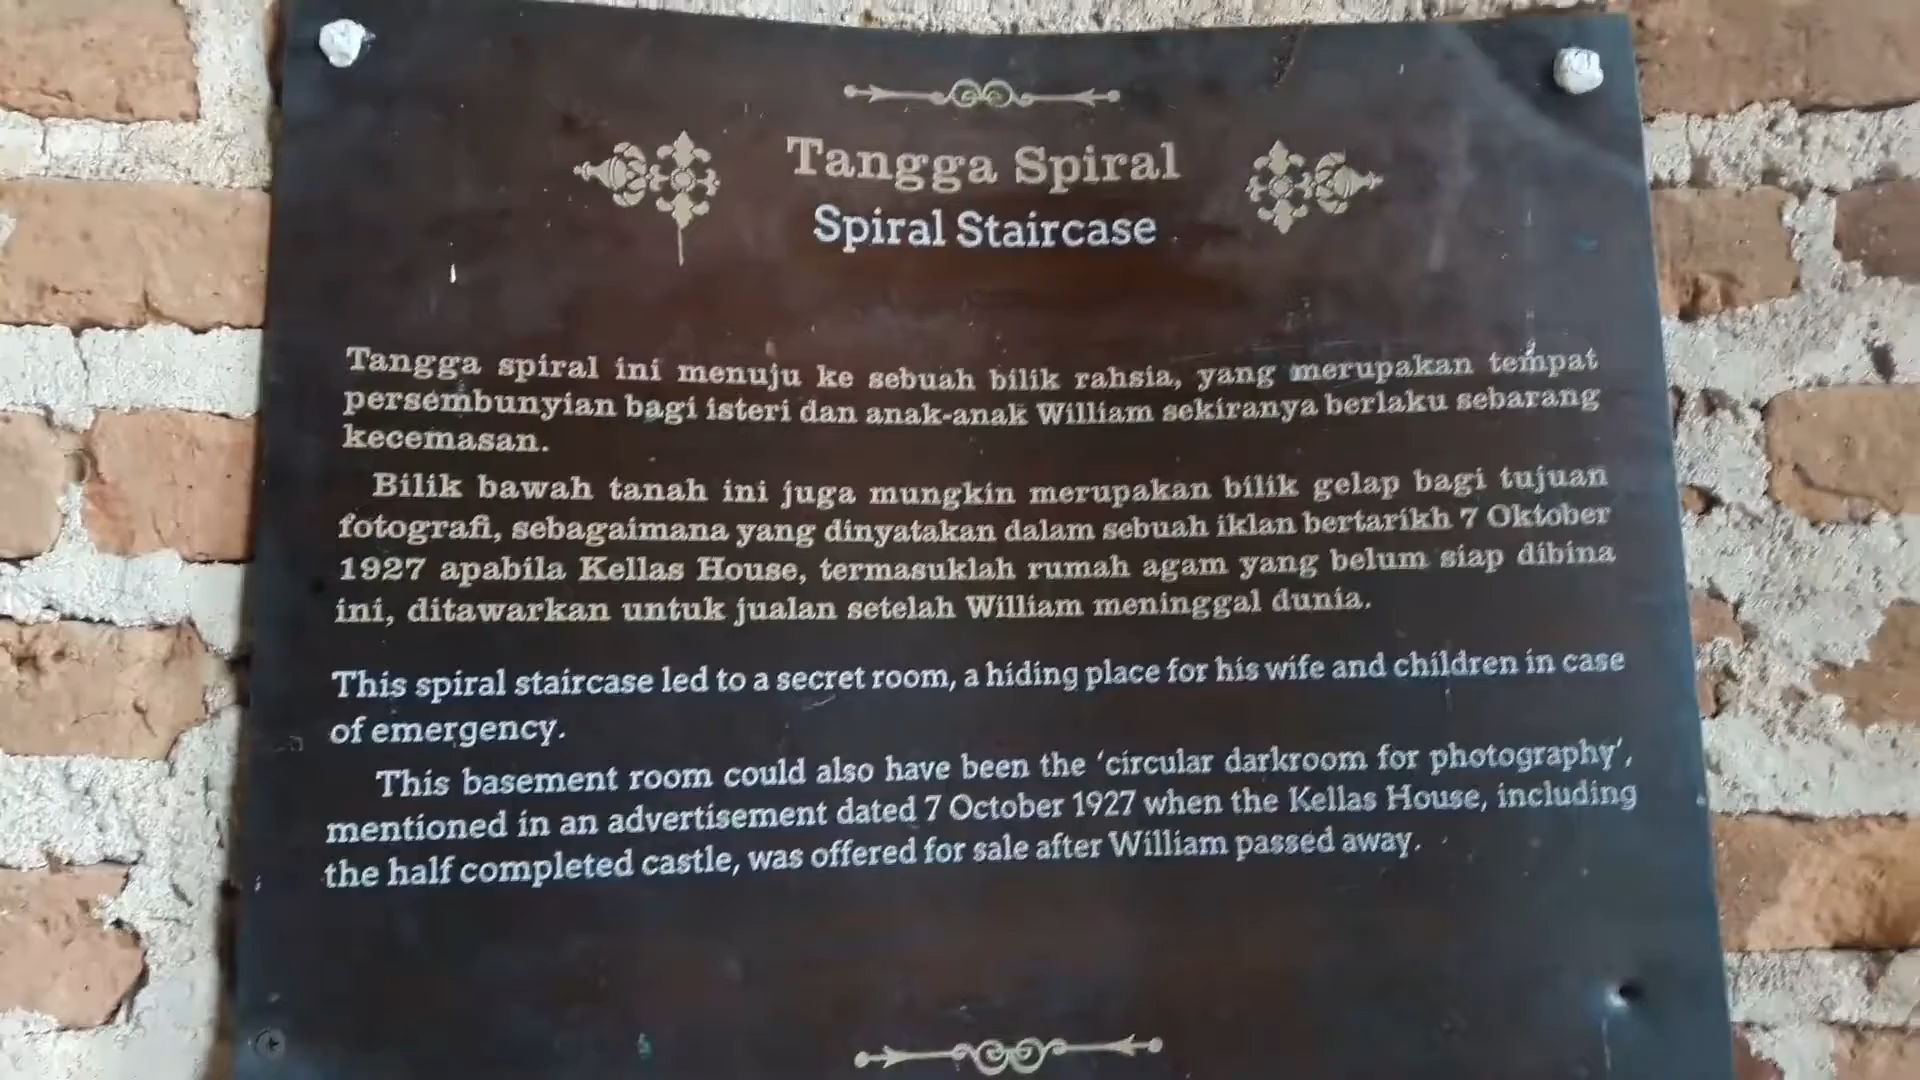 Tangga Spiral
Spiral Staircase
Tangga spiral ini menuju ke sebuah bilik rahsia, yang merupakan tempat
persembunyian bagi isteri dan anak-anak William sekiranya berlaku sebarang
kecemasan.
Bilik bawah tanah ini juga mungkin merupakan bilik gelap bagi tujuan
fotografi, sebagaimana yang dinyatakan dalam sebuah iklan bertarikh 7 Oktober
1927 apabila Kellas House, termasuklah rumah agam yang belum siap dibina
ini, ditawarkan untuk jualan setelah William meninggal dunia.
This spiral staircase led to a secret room, a hiding place for his wife and children in case
of emergency.
This basement room could also have been the ‘circular darkroom for photography’,
mentioned in an advertisement dated 7 October 1927 when the Kellas House, including
the half completed castle, was offered for sale after William passed away.